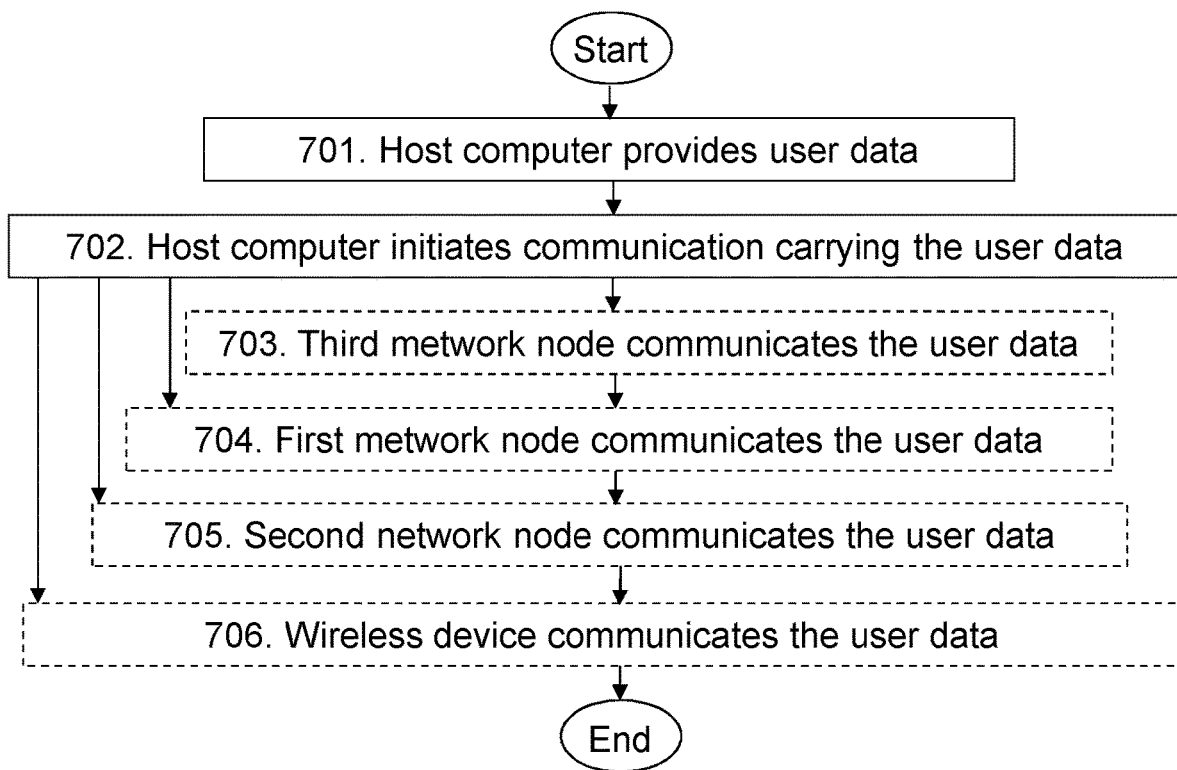 Start
701. Host computer provides user data
702. Host computer initiates communication carrying the user data
703. Third metwork node communicates the user data
704. First metwork node communicates the user data
705. Second network node communicates the user data
706. Wireless device communicates the user data
End